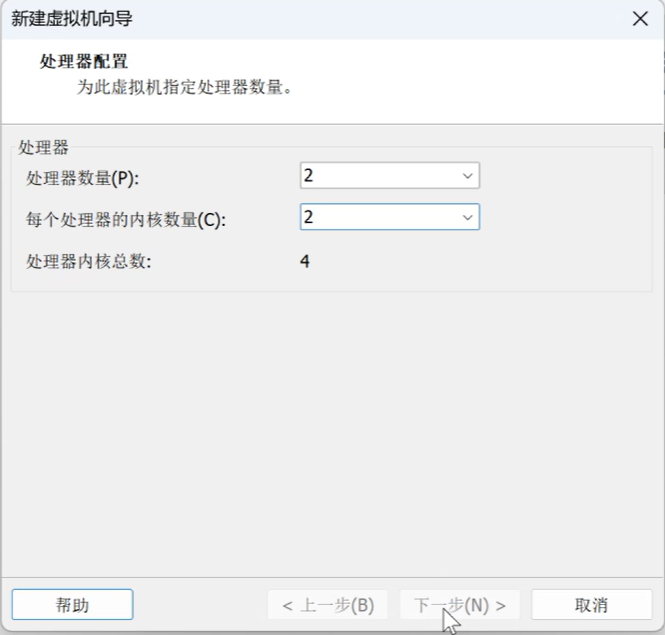 新建虚拟机向导
处理器配置
为此虚拟机指定处理器数量。
处理器
处理器数量(P): 2
每个处理器的内核数量(C): 2
处理器内核总数: 4
帮助 < 上一步(B) 下一步(N) > 取消